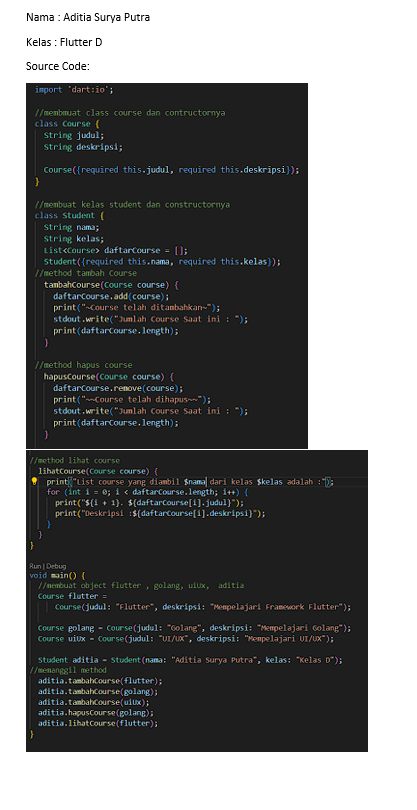 Nama : Aditia Surya Putra
Kelas : Flutter D
Source Code:
import 'dart:io';
//membmuat class course dan contructornya
class Course {
String judul;
String deskripsi;
Course({required this.judul, required this.deskripsi});
}
//membuat kelas student dan constructornya
class Student {
String nama;
String kelas;
List<Course> daftarCourse = [];
Student({required this.nama, required this.kelas});
//method tambah Course
tambahCourse(Course course) {
daftarCourse.add(course);
print("~Course telah ditambahkan~");
stdout.write("Jumlah Course Saat ini : ");
print(daftarCourse.length);
}
//method hapus course
hapusCourse(Course course) {
daftarCourse.remove(course);
print("~~Course telah dihapus~~");
stdout.write("Jumlah Course Saat ini : ");
print(daftarCourse.length);
}
//method lihat course
lihatCourse(Course course) {
print("List course yang diambil $nama dari kelas $kelas adalah :");
for (int i = 0; i < daftarCourse.length; i++) {
print("${i + 1}. ${daftarCourse[i].judul}");
print("Deskripsi :${daftarCourse[i].deskripsi}");
}
}
}
Run | Debug
void main() {
//membuat object flutter , golang, uiUx, aditia
Course flutter =
Course(judul: "Flutter", deskripsi: "Mempelajari Framework Flutter");
Course golang = Course(judul: "Golang", deskripsi: "Mempelajari Golang");
Course uiUx = Course(judul: "UI/UX", deskripsi: "Mempelajari UI/UX");
Student aditia = Student(nama: "Aditia Surya Putra", kelas: "Kelas D");
//memanggil method
aditia.tambahCourse(flutter);
aditia.tambahCourse(golang);
aditia.tambahCourse(uiUx);
aditia.hapusCourse(golang);
aditia.lihatCourse(flutter);
}